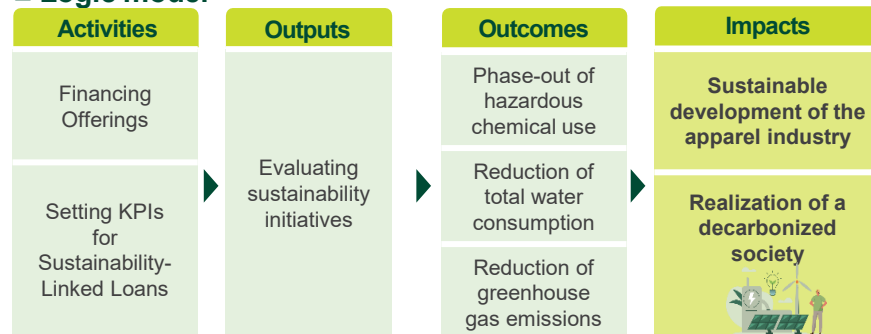 Activities
Financing
Offerings
Setting KPIs
for
Sustainability-
Linked Loans
Outputs
Evaluating
sustainability
initiatives
Outcomes
Phase-out of
hazardous
chemical use
Reduction of
total water
consumption
Reduction of
greenhouse
gas emissions
Impacts
Sustainable
development of the
apparel industry
Realization of a
decarbonized
society